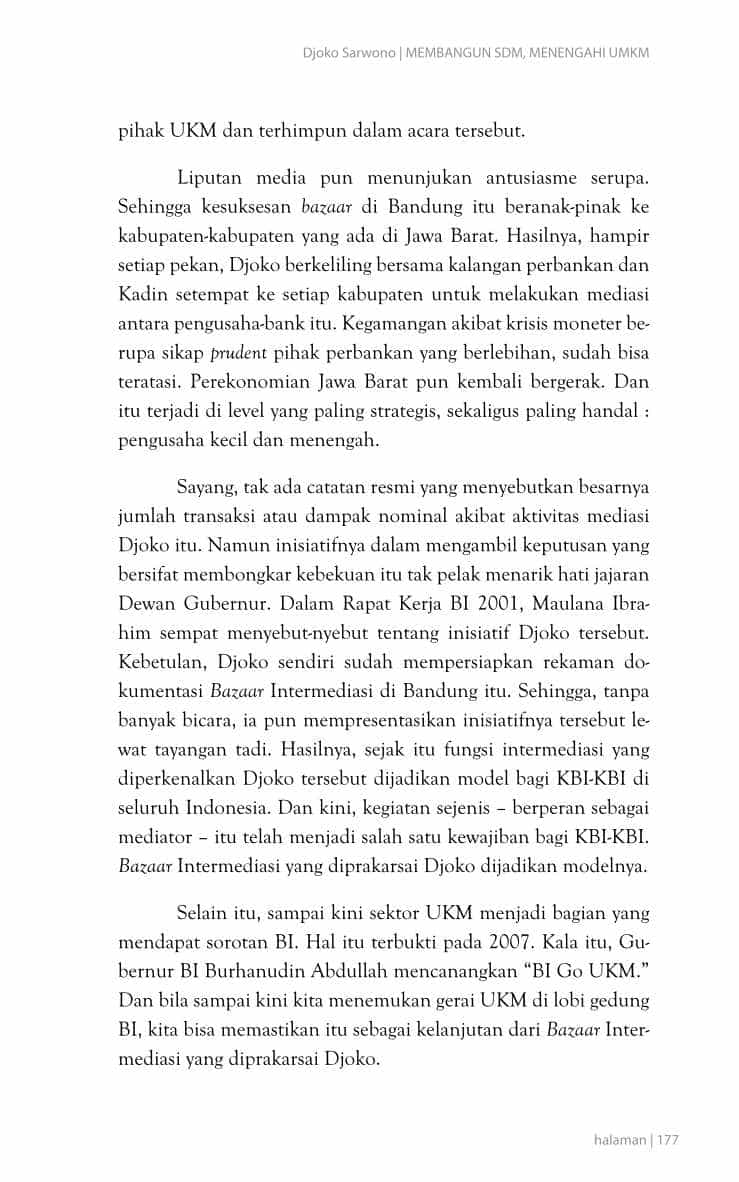 Djoko Sarwono | MEMBANGUN SDM, MENENGAHI UMKM
pihak UKM dan terhimpun dalam acara tersebut.
Liputan media pun menunjukan antusiasme serupa.
Sehingga kesuksesan bazaar di Bandung itu beranak-pinak ke
kabupaten-kabupaten yang ada di Jawa Barat. Hasilnya, hampir
setiap pekan, Djoko berkeliling bersama kalangan perbankan dan
Kadin setempat ke setiap kabupaten untuk melakukan mediasi
antara pengusaha-bank itu. Kegamangan akibat krisis moneter be-
rupa sikap prudent pihak perbankan yang berlebihan, sudah bisa
teratasi. Perekonomian Jawa Barat pun kembali bergerak. Dan
itu terjadi di level yang paling strategis, sekaligus paling handal :
pengusaha kecil dan menengah.
Sayang, tak ada catatan resmi yang menyebutkan besarnya
jumlah transaksi atau dampak nominal akibat aktivitas mediasi
Djoko itu. Namun inisiatifnya dalam mengambil keputusan yang
bersifat membongkar kebekuan itu tak pelak menarik hati jajaran
Dewan Gubernur. Dalam Rapat Kerja BI 2001, Maulana Ibra-
him sempat menyebut-nyebut tentang inisiatif Djoko tersebut.
Kebetulan, Djoko sendiri sudah mempersiapkan rekaman do-
kumentasi Bazaar Intermediasi di Bandung itu. Sehingga, tanpa
banyak bicara, ia pun mempresentasikan inisiatifnya tersebut le-
wat tayangan tadi. Hasilnya, sejak itu fungsi intermediasi yang
diperkenalkan Djoko tersebut dijadikan model bagi KBI-KBI di
seluruh Indonesia. Dan kini, kegiatan sejenis – berperan sebagai
mediator – itu telah menjadi salah satu kewajiban bagi KBI-KBI.
Bazaar Intermediasi yang diprakarsai Djoko dijadikan modelnya.
Selain itu, sampai kini sektor UKM menjadi bagian yang
mendapat sorotan BI. Hal itu terbukti pada 2007. Kala itu, Gu-
bernur BI Burhanudin Abdullah mencanangkan “BI Go UKM.”
Dan bila sampai kini kita menemukan gerai UKM di lobi gedung
BI, kita bisa memastikan itu sebagai kelanjutan dari Bazaar Inter-
mediasi yang diprakarsai Djoko.
halaman | 177